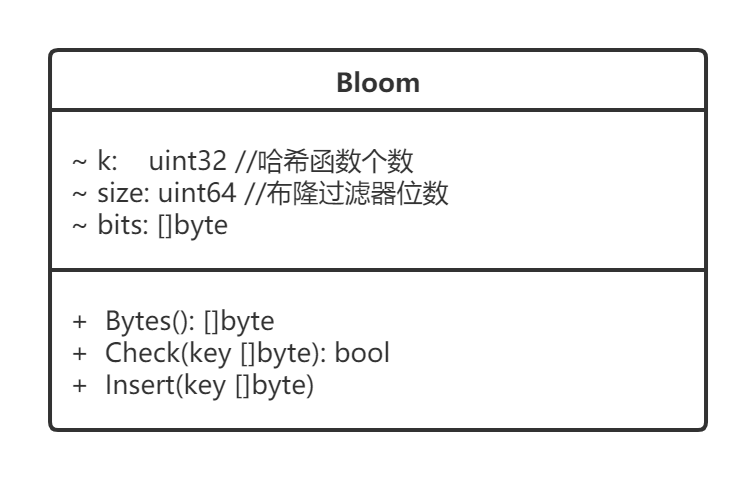 Bloom
~ k: uint32 //哈希函数个数
~ size: uint64 //布隆过滤器位数
~ bits: []byte
+ Bytes(): []byte
+ Check(key []byte): bool
+ Insert(key []byte)